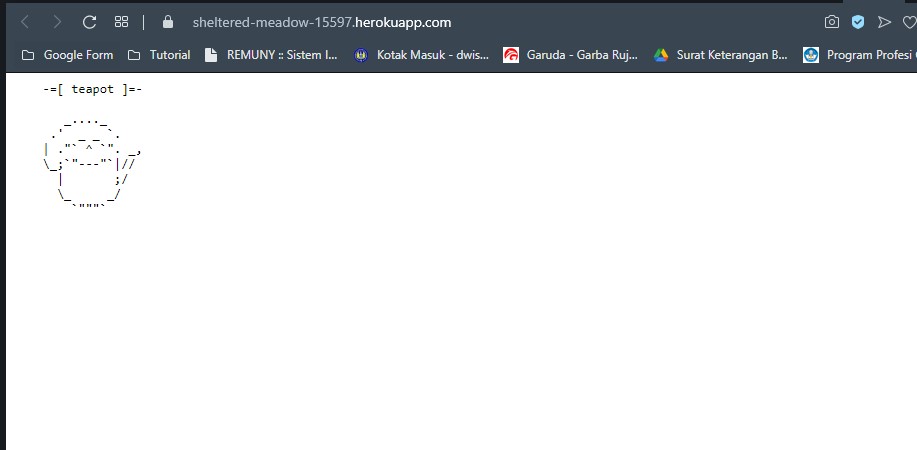 sheltered-meadow-15597.herokuapp.com
Google Form Tutorial REMUNY :: Sistem I... Kotak Masuk - dwis... Garuda - Garba Ruj... Surat Keterangan B... Program Profesi
-=[ teapot ]=-